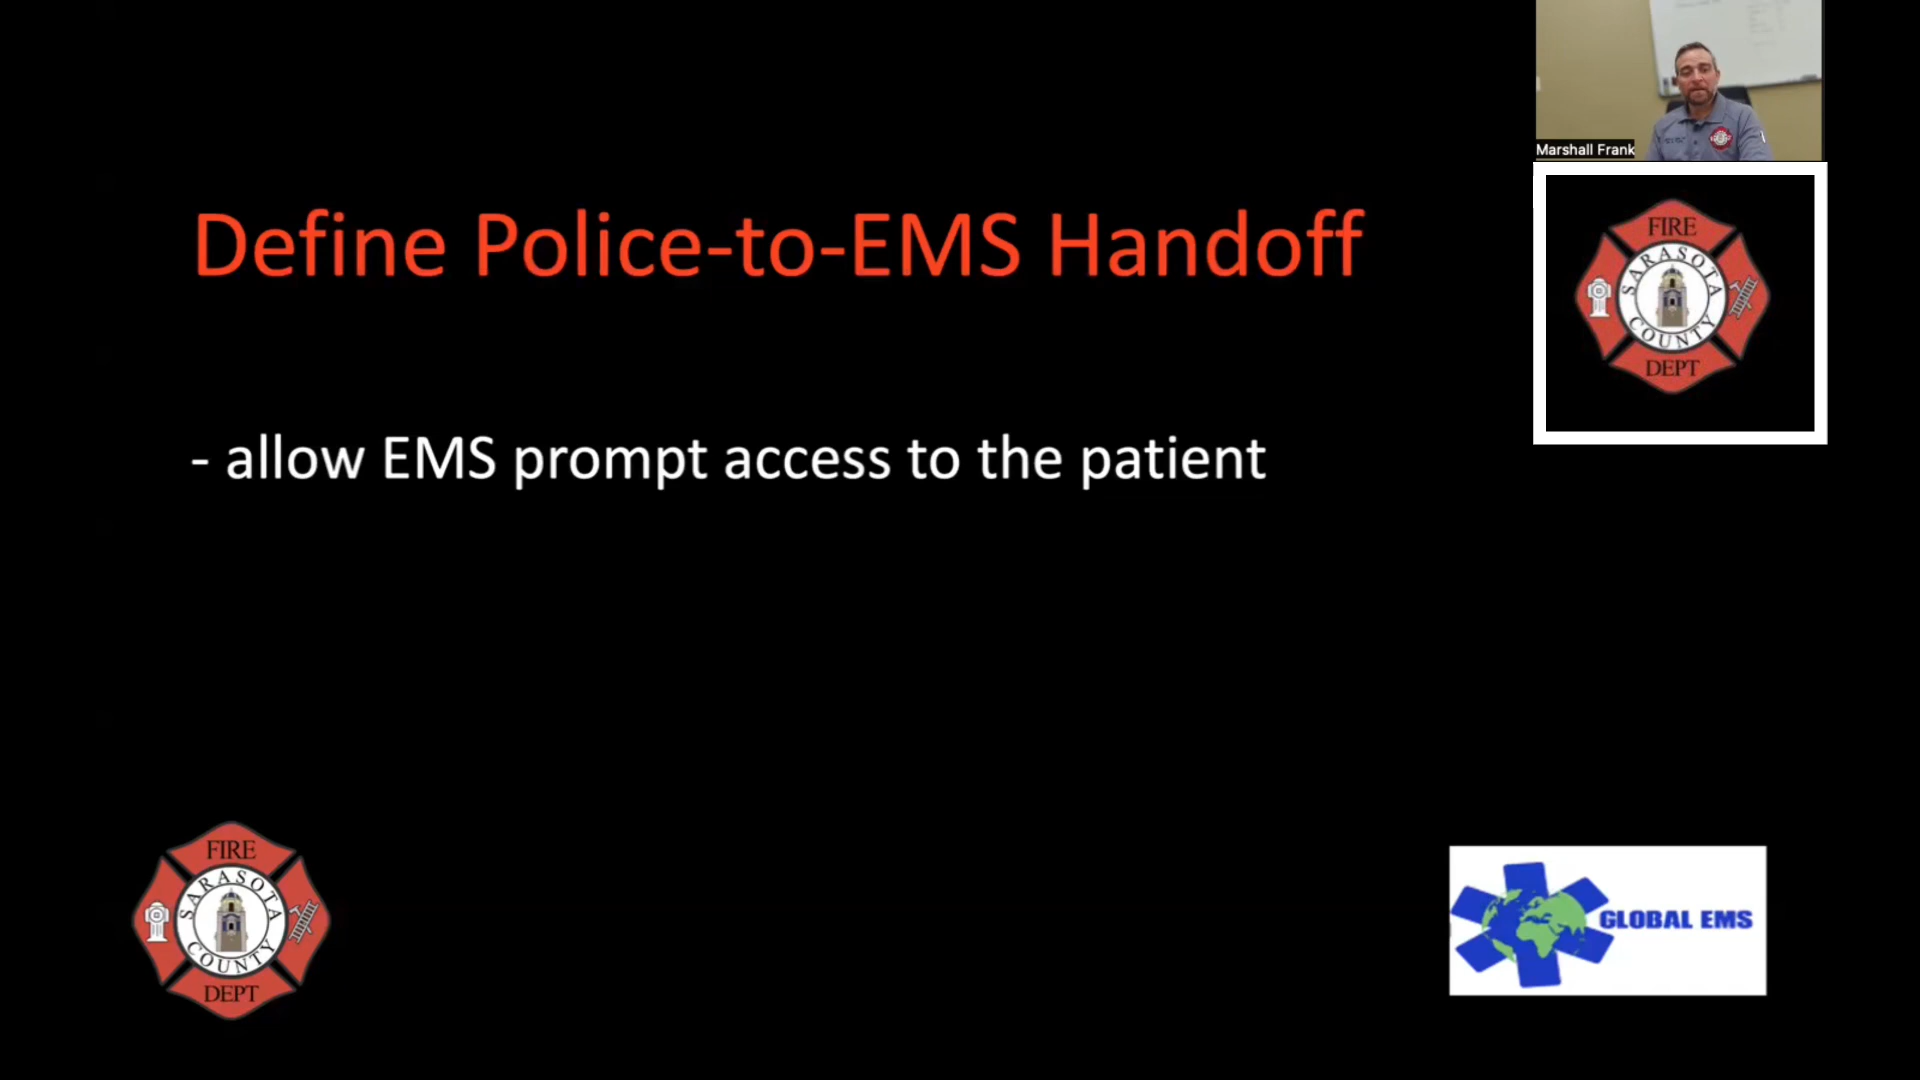 Marshall Frank
Define Police-to-EMS Handoff
FIRE
SARASOTA
COUNTY
DEPT
- allow EMS prompt access to the patient
FIRE
SARASOTA
COUNTY
DEPT
GLOBAL EMS